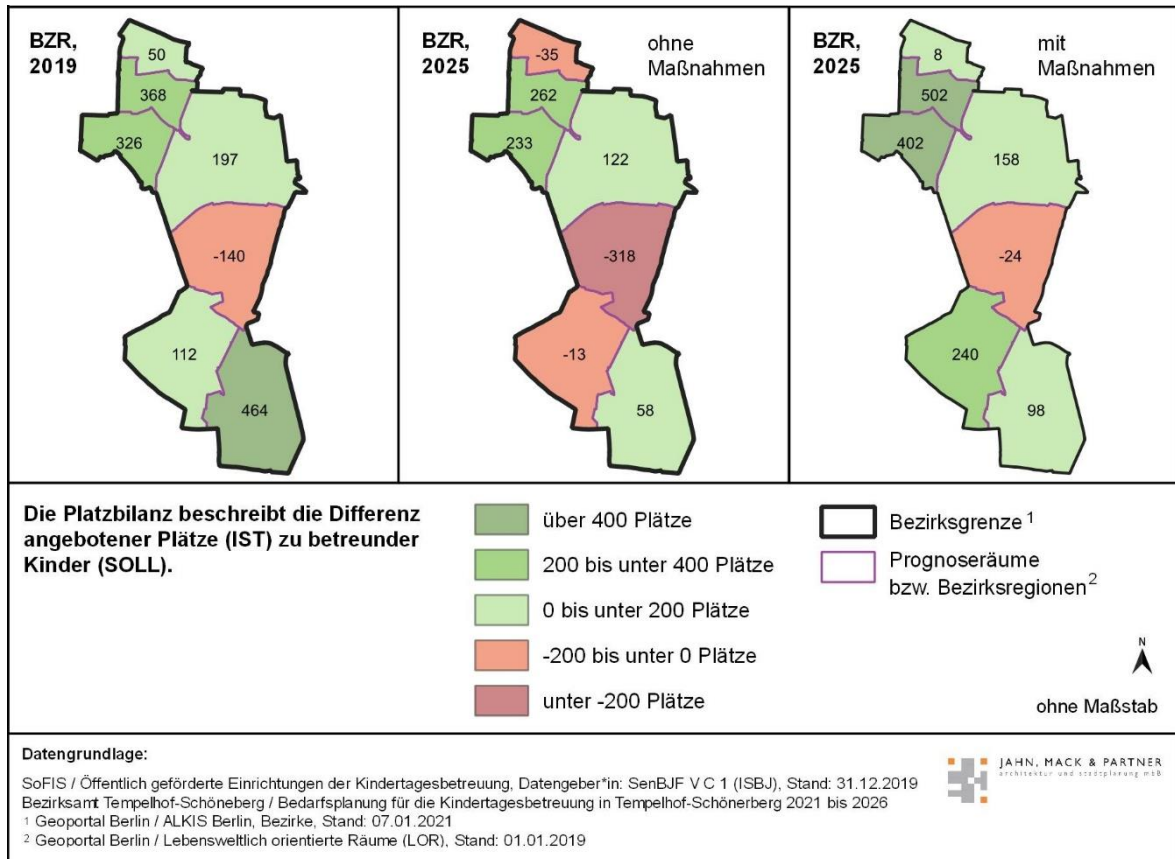 BZR,
2019
50
368
326
197
-140
112
464
BZR,
2025
ohne
Maßnahmen
-35
262
233
122
-318
-13
58
BZR,
2025
mit
Maßnahmen
8
502
402
158
-24
240
98
Die Platzbilanz beschreibt die Differenz
angebotener Plätze (IST) zu betreunder
Kinder (SOLL).
über 400 Plätze
200 bis unter 400 Plätze
0 bis unter 200 Plätze
-200 bis unter 0 Plätze
unter -200 Plätze
Bezirksgrenze ¹
Prognoseräume
bzw. Bezirksregionen ²
N
ohne Maßstab
Datengrundlage:
SoFIS / Öffentlich geförderte Einrichtungen der Kindertagesbetreuung, Datengeber*in: SenBJF V C 1 (ISBJ), Stand: 31.12.2019
Bezirksamt Tempelhof-Schöneberg / Bedarfsplanung für die Kindertagesbetreuung in Tempelhof-Schönerberg 2021 bis 2026
¹ Geoportal Berlin / ALKIS Berlin, Bezirke, Stand: 07.01.2021
² Geoportal Berlin / Lebensweltlich orientierte Räume (LOR), Stand: 01.01.2019
JAHN, MACK & PARTNER
architektur und stadtplanung mbB